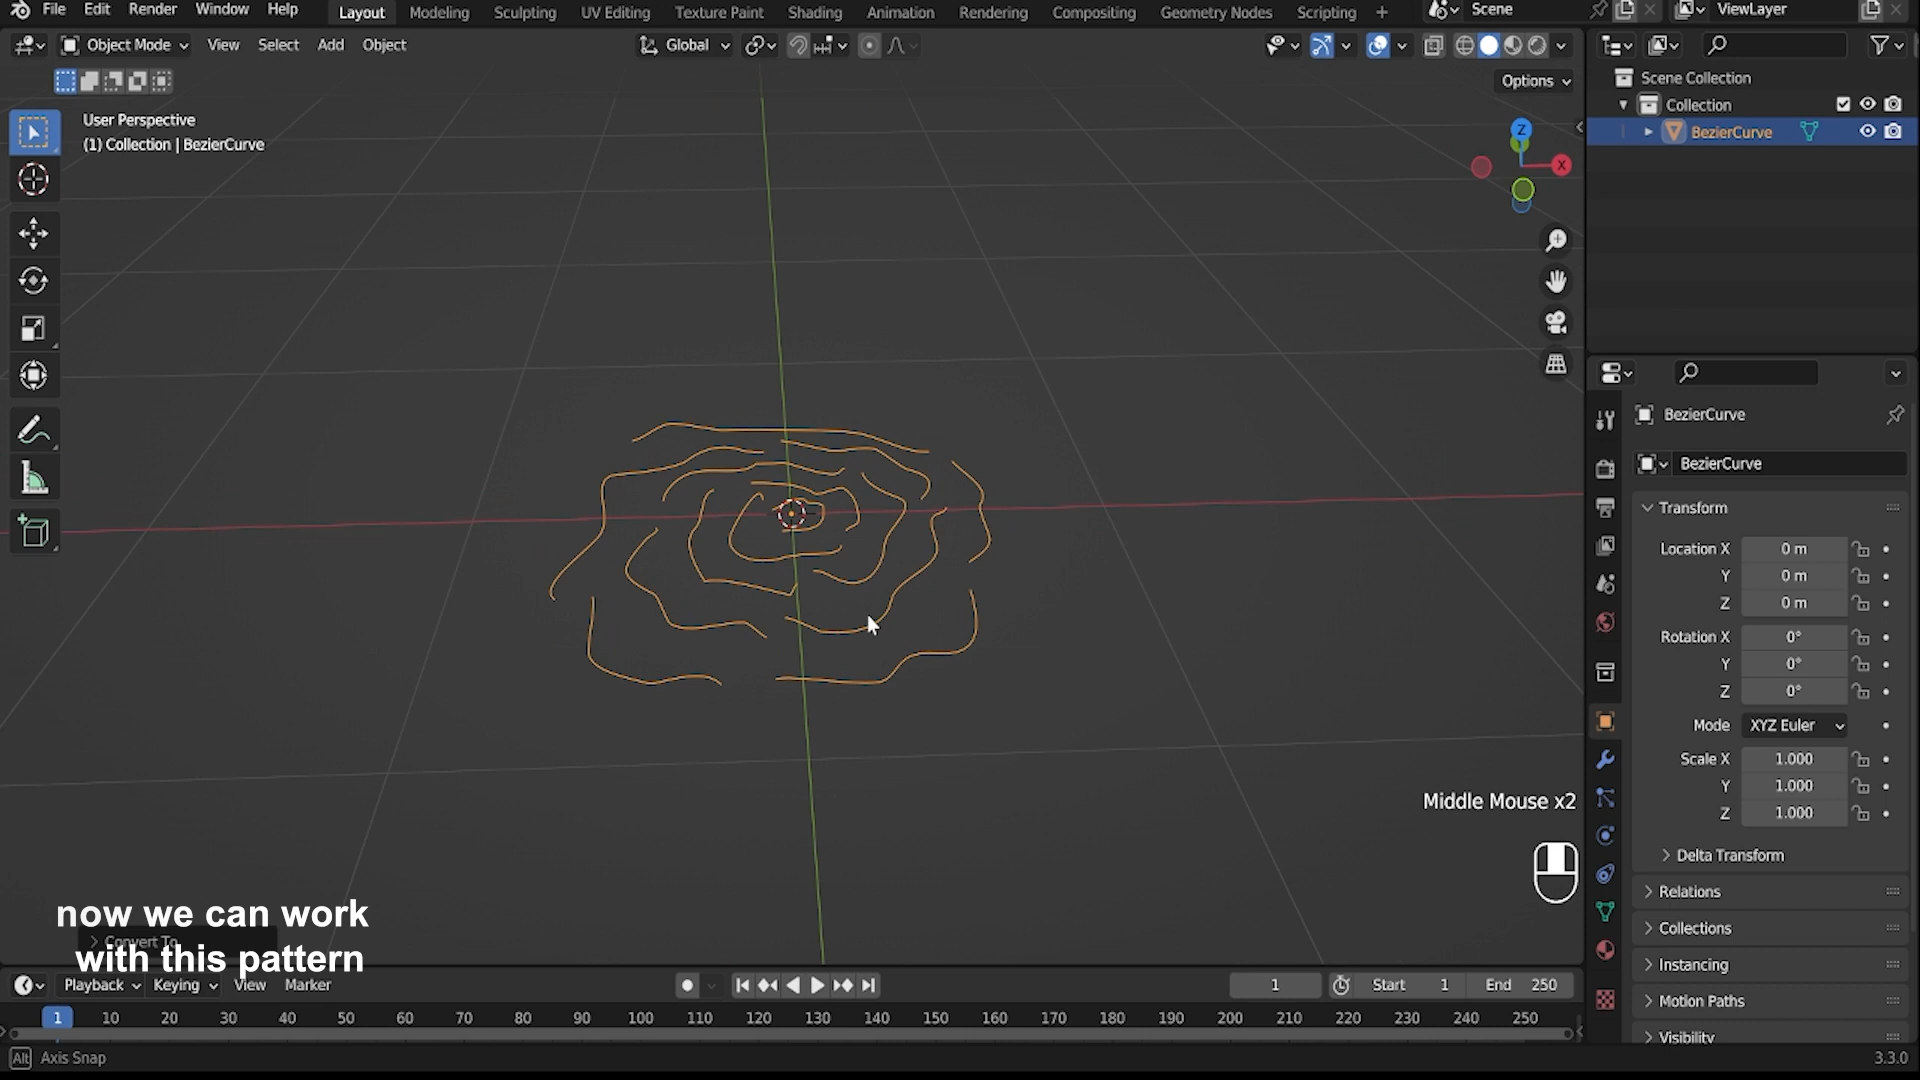 File Edit Render Window Help Layout Modeling Sculpting UV Editing Texture Paint Shading Animation Rendering Compositing Geometry Nodes Scripting + Scene ViewLayer
Object Mode View Select Add Object Global
Options
User Perspective
(1) Collection | BezierCurve
Z
X
Scene Collection
Collection
BezierCurve
BezierCurve
BezierCurve
Transform
Location X 0 m
Y 0 m
Z 0 m
Rotation X 0°
Y 0°
Z 0°
Mode XYZ Euler
Scale X 1.000
Y 1.000
Z 1.000
Delta Transform
Relations
Collections
Instancing
Motion Paths
Visibility
Middle Mouse x2
now we can work
Convert To
with this pattern
Playback Keying View Marker 1 Start 1 End 250
1 10 20 30 40 50 60 70 80 90 100 110 120 130 140 150 160 170 180 190 200 210 220 230 240 250
Alt Axis Snap 3.3.0